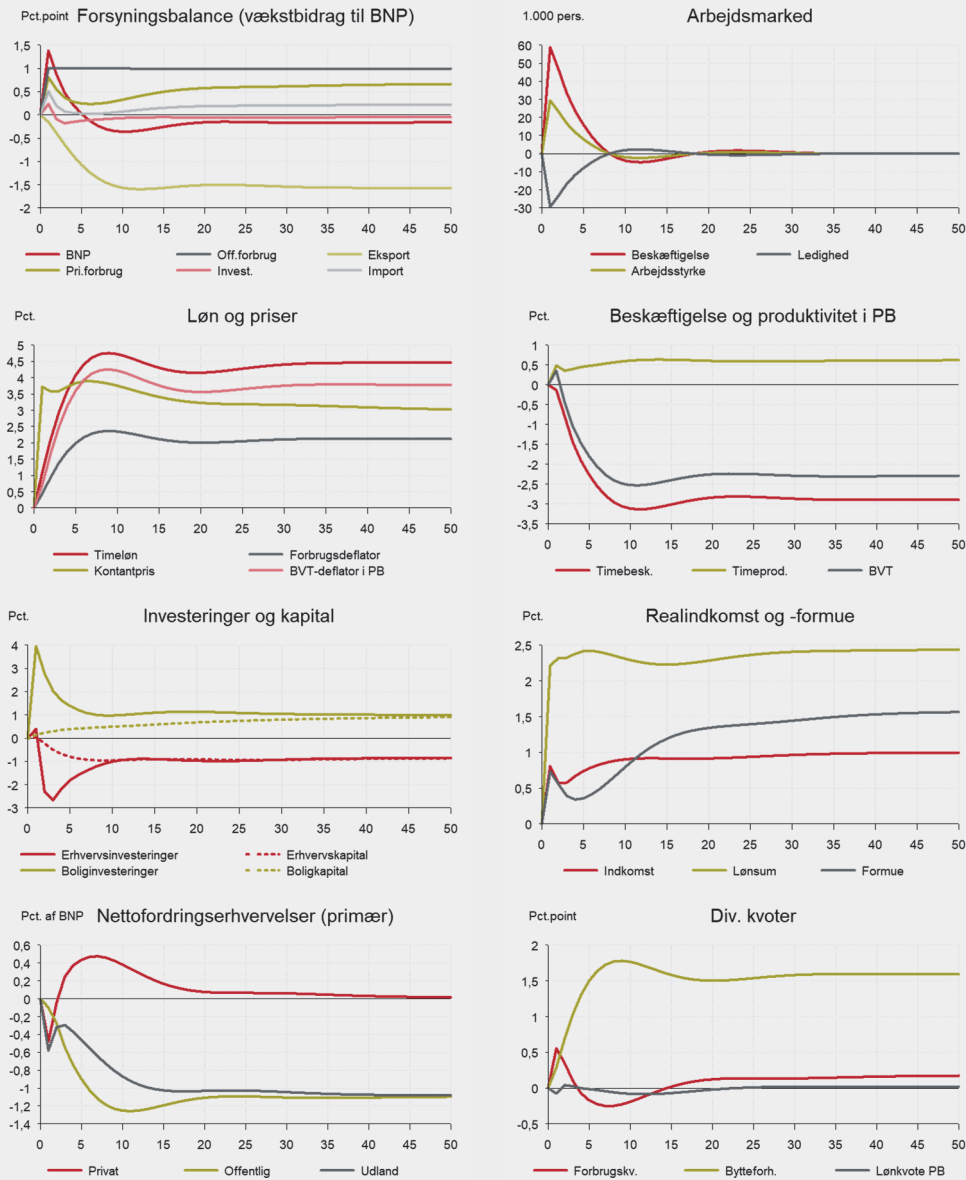 Pct.point Forsyningsbalance (vækstbidrag til BNP)
1,5
1
0,5
0
-0,5
-1
-1,5
-2
0 5 10 15 20 25 30 35 40 45 50
BNP Off.forbrug Eksport
Pri.forbrug Invest. Import
1.000 pers. Arbejdsmarked
60
50
40
30
20
10
0
-10
-20
-30
0 5 10 15 20 25 30 35 40 45 50
Beskæftigelse Ledighed
Arbejdsstyrke
Pct. Løn og priser
5
4,5
4
3,5
3
2,5
2
1,5
1
0,5
0
0 5 10 15 20 25 30 35 40 45 50
Timeløn Forbrugsdeflator
Kontantpris BVT-deflator i PB
Pct. Beskæftigelse og produktivitet i PB
1
0,5
0
-0,5
-1
-1,5
-2
-2,5
-3
-3,5
0 5 10 15 20 25 30 35 40 45 50
Timebesk. Timeprod. BVT
Pct. Investeringer og kapital
4
3
2
1
0
-1
-2
-3
0 5 10 15 20 25 30 35 40 45 50
Erhvervsinvesteringer Erhvervskapital
Boliginvesteringer Boligkapital
Pct. Realindkomst og -formue
2,5
2
1,5
1
0,5
0
0 5 10 15 20 25 30 35 40 45 50
Indkomst Lønsum Formue
Pct. af BNP Nettofordringserhvervelser (primær)
0,6
0,4
0,2
0
-0,2
-0,4
-0,6
-0,8
-1
-1,2
-1,4
0 5 10 15 20 25 30 35 40 45 50
Privat Offentlig Udland
Pct.point Div. kvoter
2
1,5
1
0,5
0
-0,5
0 5 10 15 20 25 30 35 40 45 50
Forbrugskv. Bytteforh. Lønkvote PB